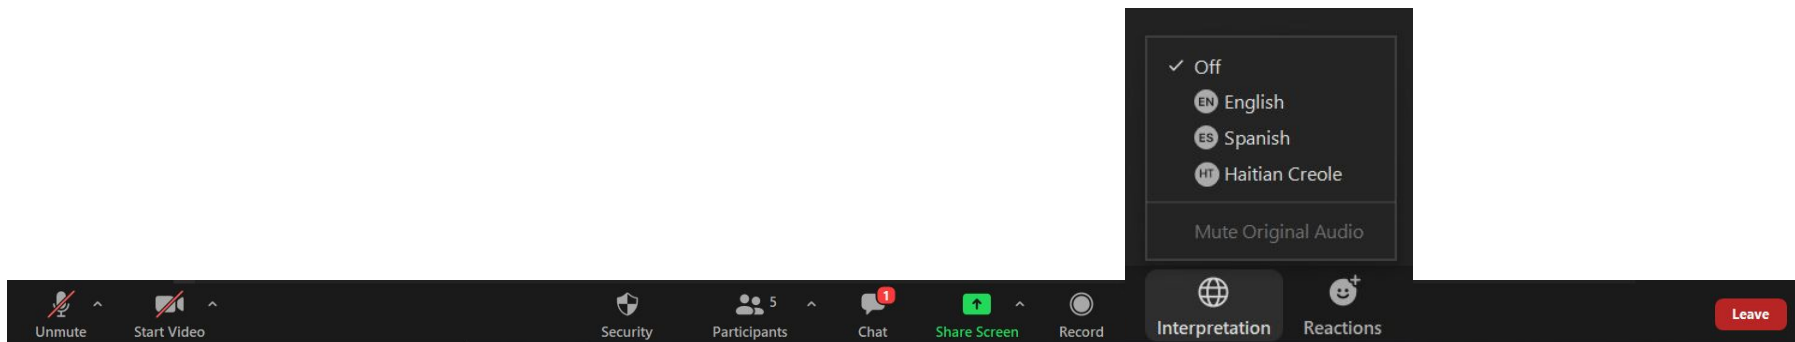 Off
EN English
ES Spanish
HT Haitian Creole
Mute Original Audio
Unmute
Start Video
Security
5
Participants
1
Chat
Share Screen
Record
Interpretation
Reactions
Leave